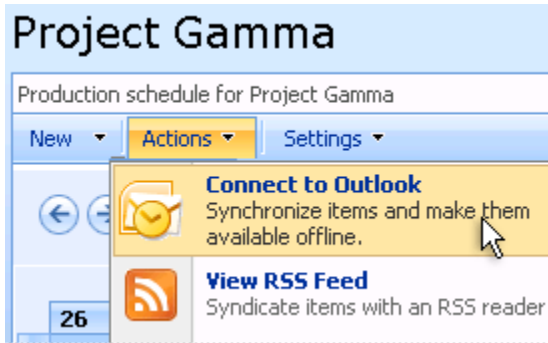 Project Gamma
Production schedule for Project Gamma
New Actions Settings
Connect to Outlook
Synchronize items and make them
available offline.
View RSS Feed
Syndicate items with an RSS reader
26